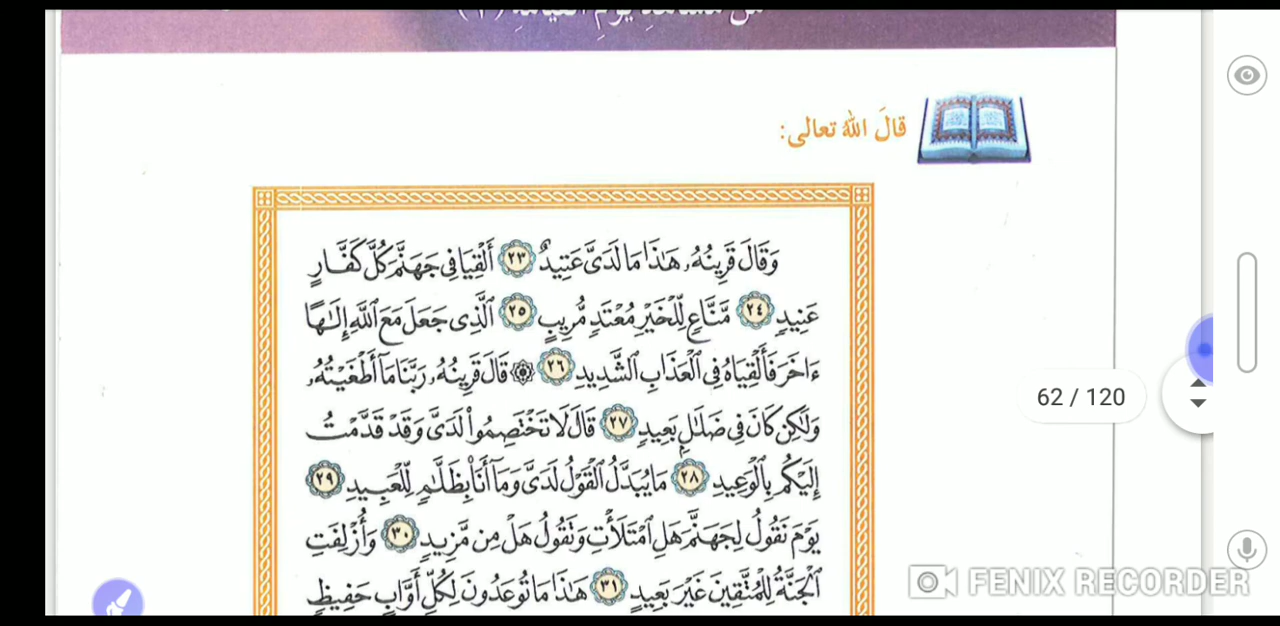 يَوْمِ
قالَ اللهُ تعالى:
وَقَالَ قَرِينُهُۥ هَٰذَا مَا لَدَىَّ عَتِيدٌ ٢٣ أَلْقِيَا فِى جَهَنَّمَ كُلَّ كَفَّارٍ
عَنِيدٍ ٢٤ مَّنَّاعٍ لِّلْخَيْرِ مُعْتَدٍ مُّرِيبٍ ٢٥ ٱلَّذِى جَعَلَ مَعَ ٱللَّهِ إِلَٰهًا
ءَاخَرَ فَأَلْقِيَاهُ فِى ٱلْعَذَابِ ٱلشَّدِيدِ ٢٦ ۞ قَالَ قَرِينُهُۥ رَبَّنَا مَآ أَطْغَيْتُهُۥ
وَلَٰكِن كَانَ فِى ضَلَٰلٍۭ بَعِيدٍ ٢٧ قَالَ لَا تَخْتَصِمُوا۟ لَدَىَّ وَقَدْ قَدَّمْتُ
إِلَيْكُم بِٱلْوَعِيدِ ٢٨ مَا يُبَدَّلُ ٱلْقَوْلُ لَدَىَّ وَمَآ أَنَا۠ بِظَلَّٰمٍ لِّلْعَبِيدِ ٢٩
يَوْمَ نَقُولُ لِجَهَنَّمَ هَلِ ٱمْتَلَأْتِ وَتَقُولُ هَلْ مِن مَّزِيدٍ ٣٠ وَأُزْلِفَتِ
62 / 120
ٱلْجَنَّةُ لِلْمُتَّقِينَ غَيْرَ بَعِيدٍ ٣١ هَٰذَا مَا تُوعَدُونَ لِكُلِّ أَوَّابٍ حَفِيظٍ
FENIX RECORDER